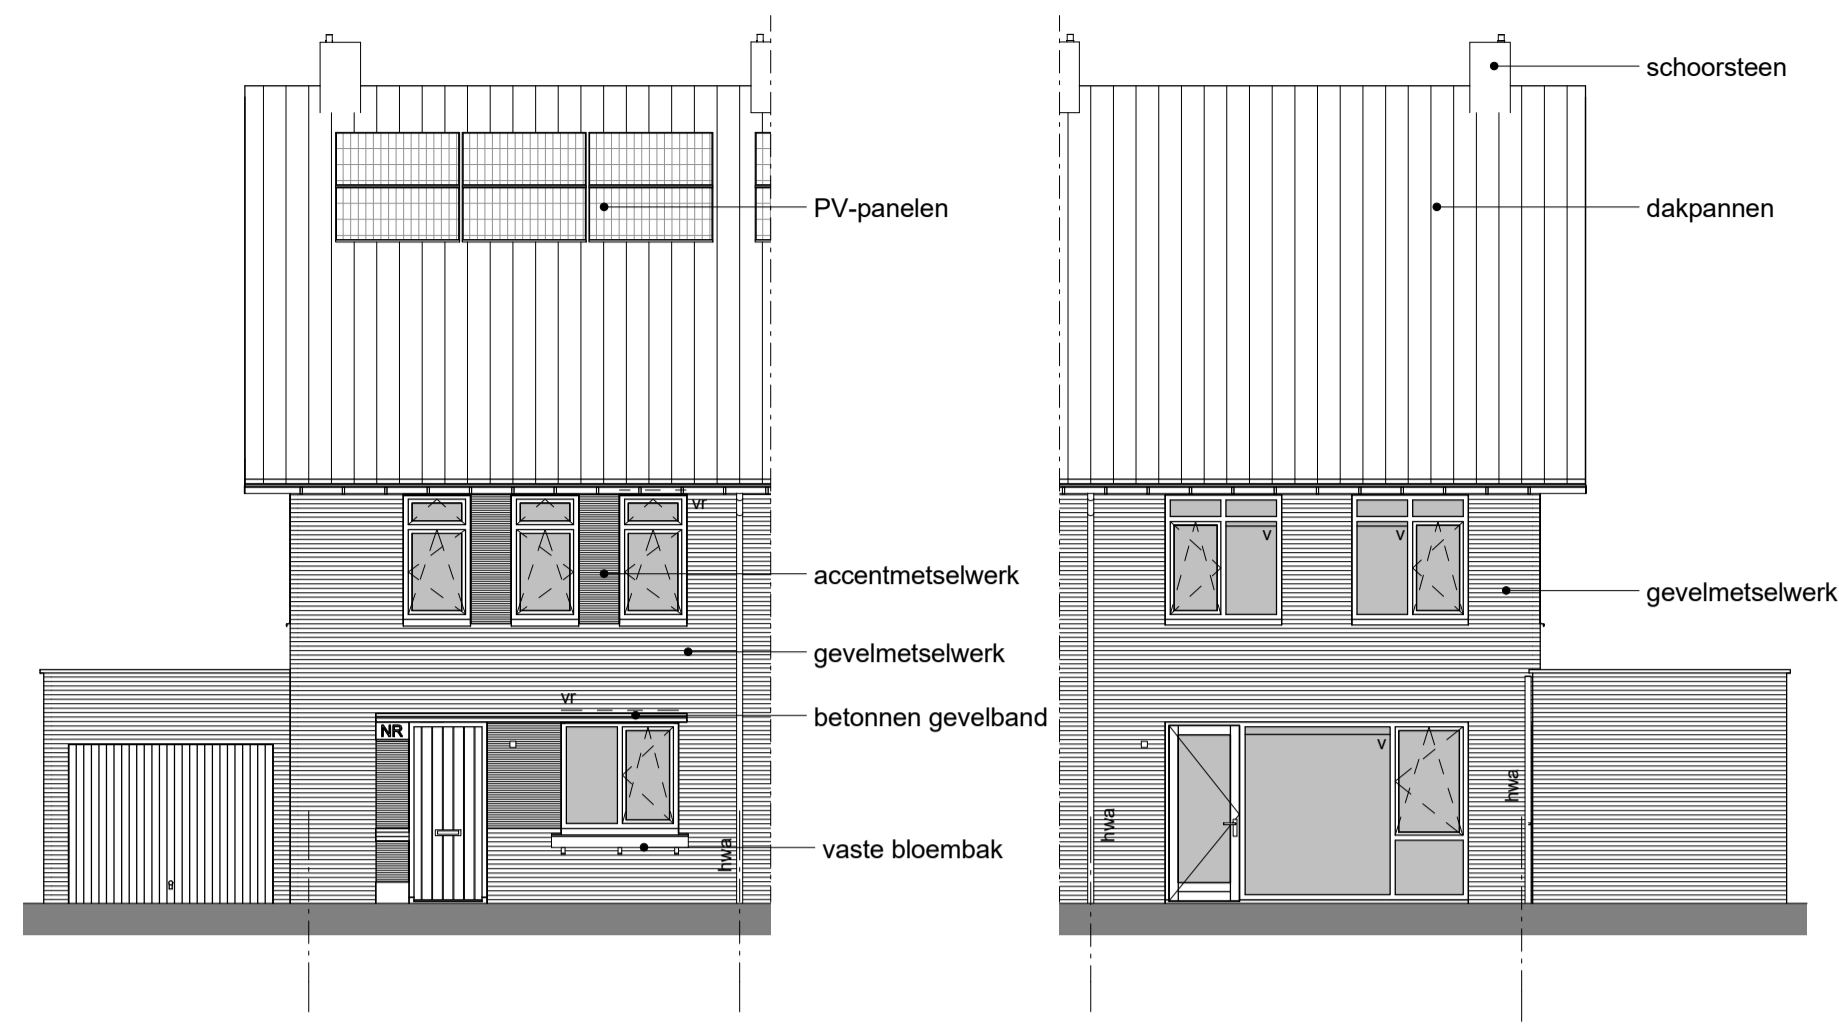 schoorsteen
PV-panelen
dakpannen
vr
v
v
accentmetselwerk
gevelmetselwerk
gevelmetselwerk
vr
betonnen gevelband
NR
v
hwa
hwa
hwa
vaste bloembak